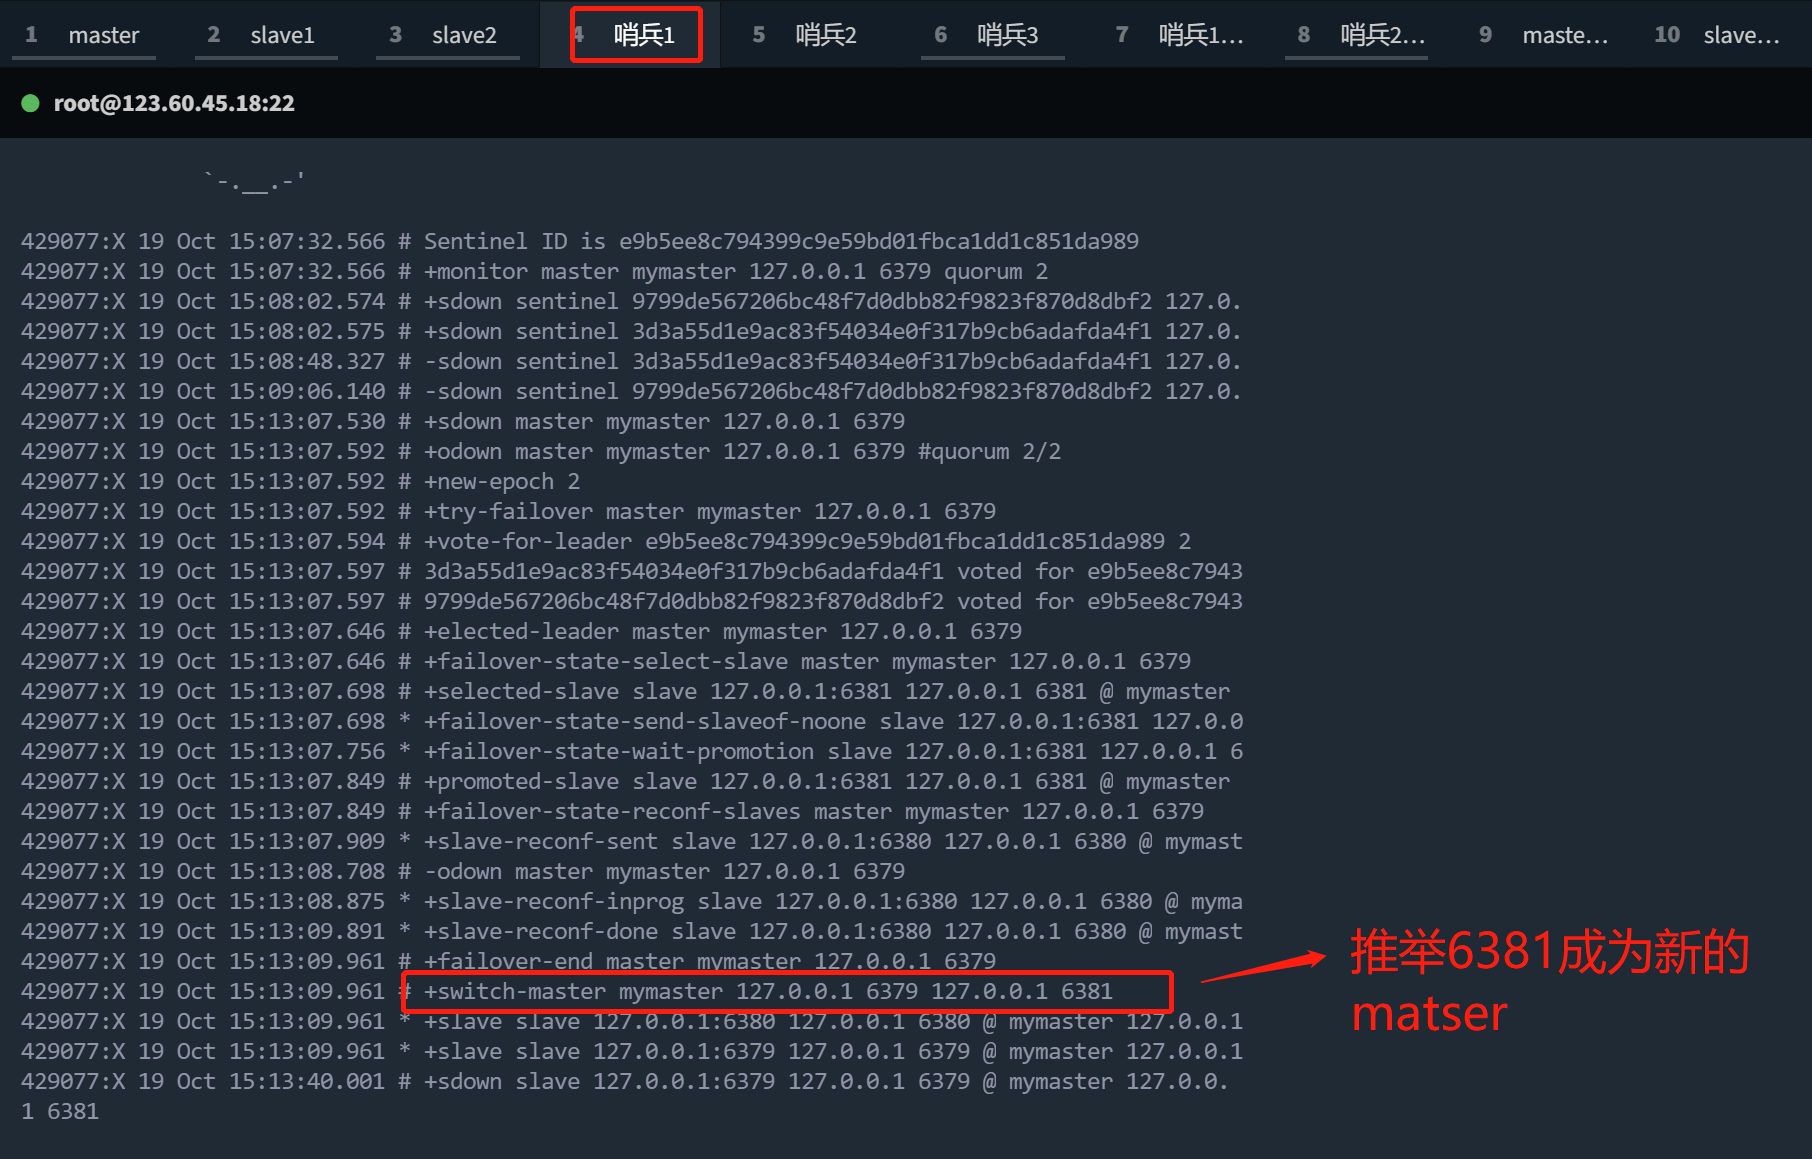 1 master 2 slave1 3 slave2 4 哨兵1 5 哨兵2 6 哨兵3 7 哨兵1... 8 哨兵2... 9 maste... 10 slave...
root@123.60.45.18:22
`-.__.-'
429077:X 19 Oct 15:07:32.566 # Sentinel ID is e9b5ee8c794399c9e59bd01fbca1dd1c851da989
429077:X 19 Oct 15:07:32.566 # +monitor master mymaster 127.0.0.1 6379 quorum 2
429077:X 19 Oct 15:08:02.574 # +sdown sentinel 9799de567206bc48f7d0dbb82f9823f870d8dbf2 127.0.
429077:X 19 Oct 15:08:02.575 # +sdown sentinel 3d3a55d1e9ac83f54034e0f317b9cb6adafda4f1 127.0.
429077:X 19 Oct 15:08:48.327 # -sdown sentinel 3d3a55d1e9ac83f54034e0f317b9cb6adafda4f1 127.0.
429077:X 19 Oct 15:09:06.140 # -sdown sentinel 9799de567206bc48f7d0dbb82f9823f870d8dbf2 127.0.
429077:X 19 Oct 15:13:07.530 # +sdown master mymaster 127.0.0.1 6379
429077:X 19 Oct 15:13:07.592 # +odown master mymaster 127.0.0.1 6379 #quorum 2/2
429077:X 19 Oct 15:13:07.592 # +new-epoch 2
429077:X 19 Oct 15:13:07.592 # +try-failover master mymaster 127.0.0.1 6379
429077:X 19 Oct 15:13:07.594 # +vote-for-leader e9b5ee8c794399c9e59bd01fbca1dd1c851da989 2
429077:X 19 Oct 15:13:07.597 # 3d3a55d1e9ac83f54034e0f317b9cb6adafda4f1 voted for e9b5ee8c7943
429077:X 19 Oct 15:13:07.597 # 9799de567206bc48f7d0dbb82f9823f870d8dbf2 voted for e9b5ee8c7943
429077:X 19 Oct 15:13:07.646 # +elected-leader master mymaster 127.0.0.1 6379
429077:X 19 Oct 15:13:07.646 # +failover-state-select-slave master mymaster 127.0.0.1 6379
429077:X 19 Oct 15:13:07.698 # +selected-slave slave 127.0.0.1:6381 127.0.0.1 6381 @ mymaster
429077:X 19 Oct 15:13:07.698 * +failover-state-send-slaveof-noone slave 127.0.0.1:6381 127.0.0
429077:X 19 Oct 15:13:07.756 * +failover-state-wait-promotion slave 127.0.0.1:6381 127.0.0.1 6
429077:X 19 Oct 15:13:07.849 # +promoted-slave slave 127.0.0.1:6381 127.0.0.1 6381 @ mymaster
429077:X 19 Oct 15:13:07.849 # +failover-state-reconf-slaves master mymaster 127.0.0.1 6379
429077:X 19 Oct 15:13:07.909 * +slave-reconf-sent slave 127.0.0.1:6380 127.0.0.1 6380 @ mymast
429077:X 19 Oct 15:13:08.708 # -odown master mymaster 127.0.0.1 6379
429077:X 19 Oct 15:13:08.875 * +slave-reconf-inprog slave 127.0.0.1:6380 127.0.0.1 6380 @ myma
429077:X 19 Oct 15:13:09.891 * +slave-reconf-done slave 127.0.0.1:6380 127.0.0.1 6380 @ mymast
429077:X 19 Oct 15:13:09.961 # +failover-end master mymaster 127.0.0.1 6379
429077:X 19 Oct 15:13:09.961 # +switch-master mymaster 127.0.0.1 6379 127.0.0.1 6381
429077:X 19 Oct 15:13:09.961 * +slave slave 127.0.0.1:6380 127.0.0.1 6380 @ mymaster 127.0.0.1
429077:X 19 Oct 15:13:09.961 * +slave slave 127.0.0.1:6379 127.0.0.1 6379 @ mymaster 127.0.0.1
429077:X 19 Oct 15:13:40.001 # +sdown slave 127.0.0.1:6379 127.0.0.1 6379 @ mymaster 127.0.0.
1 6381
推举6381成为新的
matser